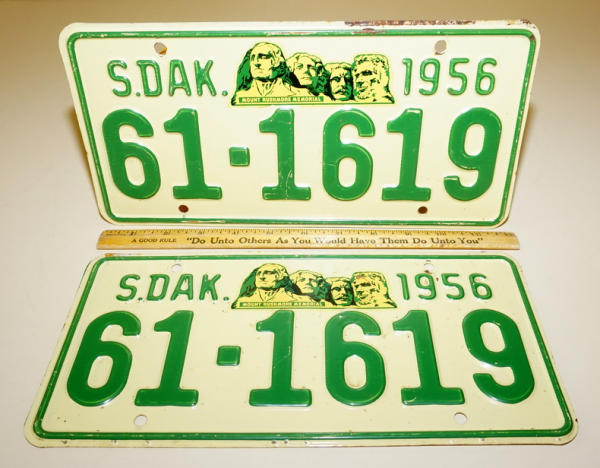 S.DAK. 1956
MOUNT RUSHMORE MEMORIAL
61-1619
A GOOD RULE "Do Unto Others As You Would Have Them Do Unto You"
S.DAK. 1956
MOUNT RUSHMORE MEMORIAL
61-1619